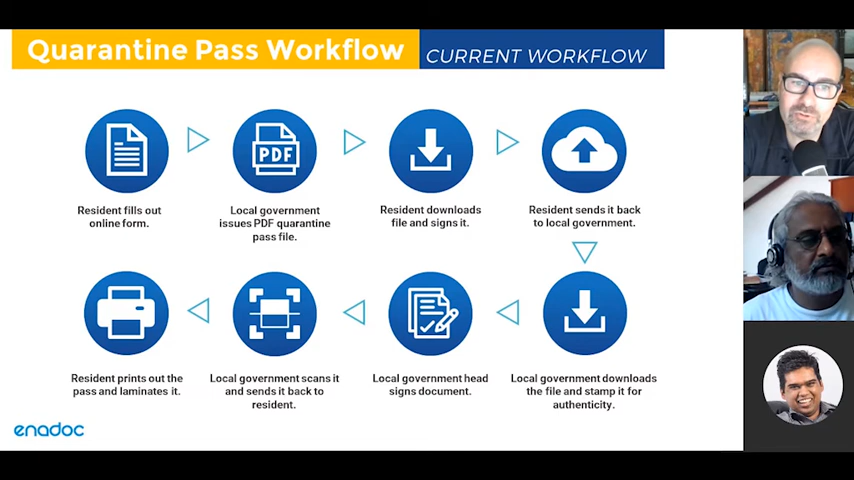 Quarantine Pass Workflow
CURRENT WORKFLOW
PDF
Resident fills out
online form.
Local government
issues PDF quarantine
pass file.
Resident downloads
file and signs it.
Resident sends it back
to local government.
Resident prints out the
pass and laminates it.
Local government scans it
and sends it back to
resident.
Local government head
signs document.
Local government downloads
the file and stamp it for
authenticity.
enadoc